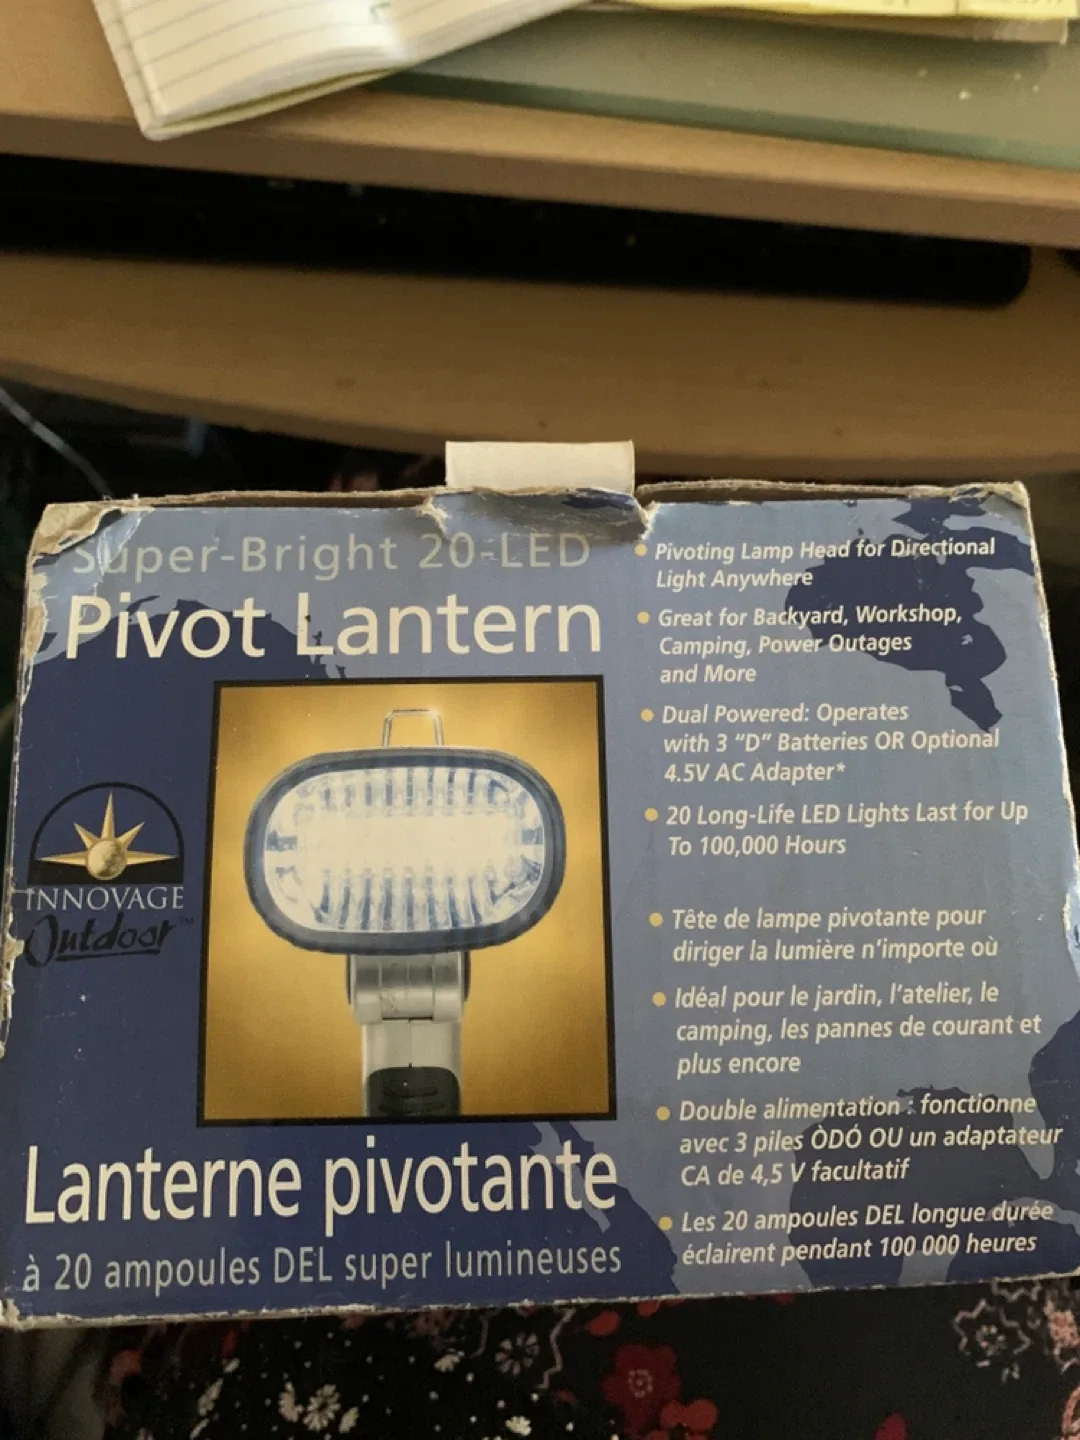 Super-Bright 20-LED
Pivot Lantern
INNOVAGE
Outdoor™
Lanterne pivotante
à 20 ampoules DEL super lumineuses
• Pivoting Lamp Head for Directional
Light Anywhere
• Great for Backyard, Workshop,
Camping, Power Outages
and More
• Dual Powered: Operates
with 3 "D" Batteries OR Optional
4.5V AC Adapter*
• 20 Long-Life LED Lights Last for Up
To 100,000 Hours
• Tête de lampe pivotante pour
diriger la lumière n'importe où
• Idéal pour le jardin, l'atelier, le
camping, les pannes de courant et
plus encore
• Double alimentation : fonctionne
avec 3 piles ÒDÓ OU un adaptateur
CA de 4,5 V facultatif
• Les 20 ampoules DEL longue durée
éclairent pendant 100 000 heures